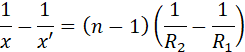 1/x − 1/x′ = (n − 1) (1/R₂ − 1/R₁)